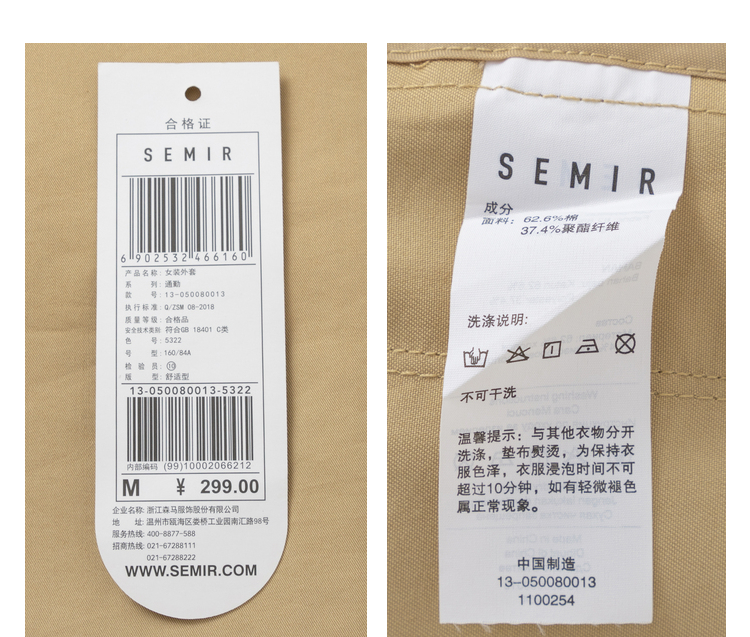 合格证
SEMIR
6 902532 466160
产品名称: 女装外套
系 列: 通勤
款 号: 13-050080013
执行标准: Q/ZSM 08-2018
质量等级: 合格品
安全技术类别: 符合GB 18401 C类
色 号: 5322
号 型: 160/84A
检 验 员: 10
版 型: 舒适型
13-050080013-5322
内部编码 (99)10002066212
M ¥ 299.00
企业名称: 浙江森马服饰股份有限公司
地 址: 温州市瓯海区娄桥工业园南汇路98号
服务热线: 400-8877-588
招商热线: 021-67288111
021-67288222
WWW.SEMIR.COM
SEMIR
成分
面料: 62.6%棉
37.4%聚酯纤维
洗涤说明:
不可干洗
温馨提示: 与其他衣物分开
洗涤, 垫布熨烫, 为保持衣
服色泽, 衣服浸泡时间不可
超过10分钟, 如有轻微褪色
属正常现象。
中国制造
13-050080013
1100254